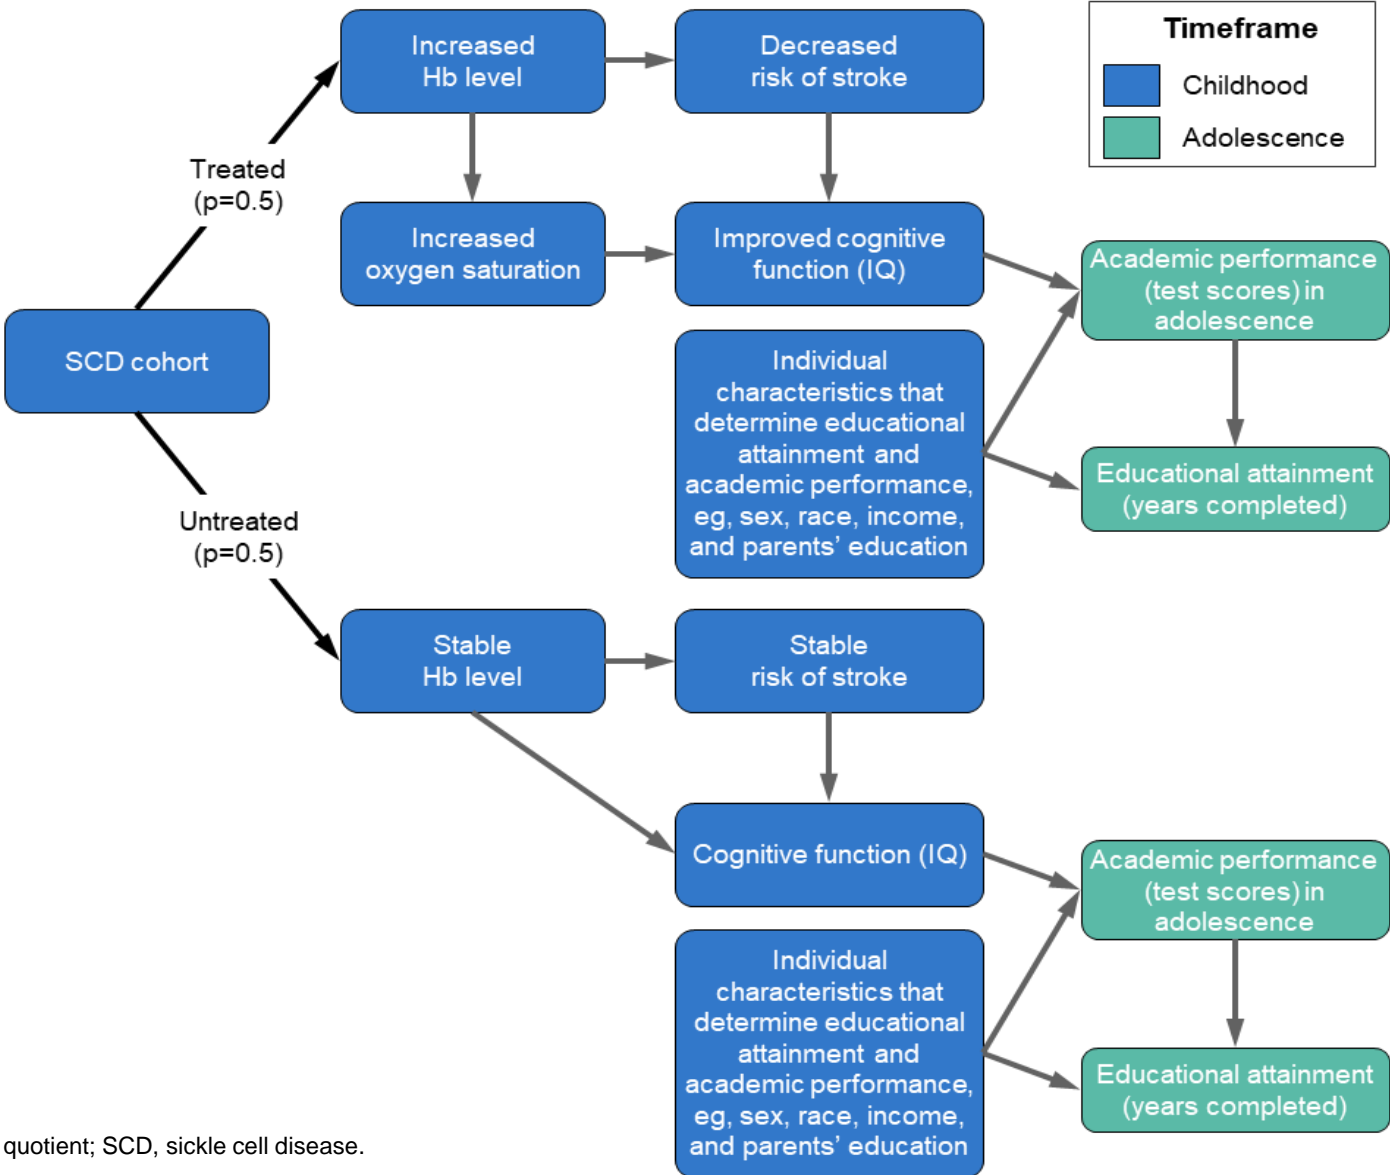 Increased
Hb level
Decreased
risk of stroke
Timeframe
Childhood
Adolescence
Treated
(p=0.5)
Increased
oxygen saturation
Improved cognitive
function (IQ)
Academic performance
(test scores) in
adolescence
SCD cohort
Individual
characteristics that
determine educational
attainment and
academic performance,
eg, sex, race, income,
and parents’ education
Educational attainment
(years completed)
Untreated
(p=0.5)
Stable
Hb level
Stable
risk of stroke
Cognitive function (IQ)
Academic performance
(test scores) in
adolescence
Individual
characteristics that
determine educational
attainment and
academic performance,
eg, sex, race, income,
and parents’ education
Educational attainment
(years completed)
quotient; SCD, sickle cell disease.